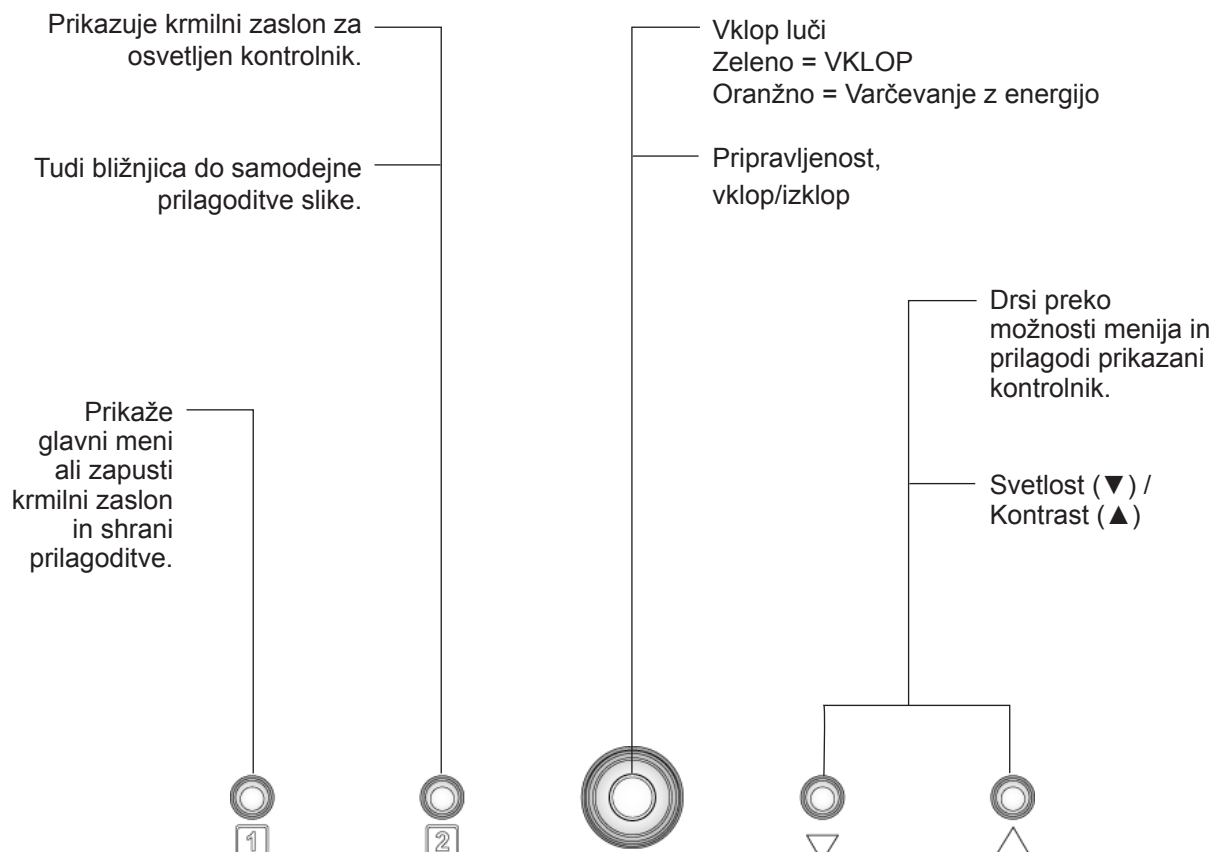 Prikazuje krmilni zaslon za
osvetljen kontrolnik.
Tudi bližnjica do samodejne
prilagoditve slike.
Prikaže
glavni meni
ali zapusti
krmilni zaslon
in shrani
prilagoditve.
Vklop luči
Zeleno = VKLOP
Oranžno = Varčevanje z energijo
Pripravljenost,
vklop/izklop
Drsi preko
možnosti menija in
prilagodi prikazani
kontrolnik.
Svetlost (▼) /
Kontrast (▲)
1
2